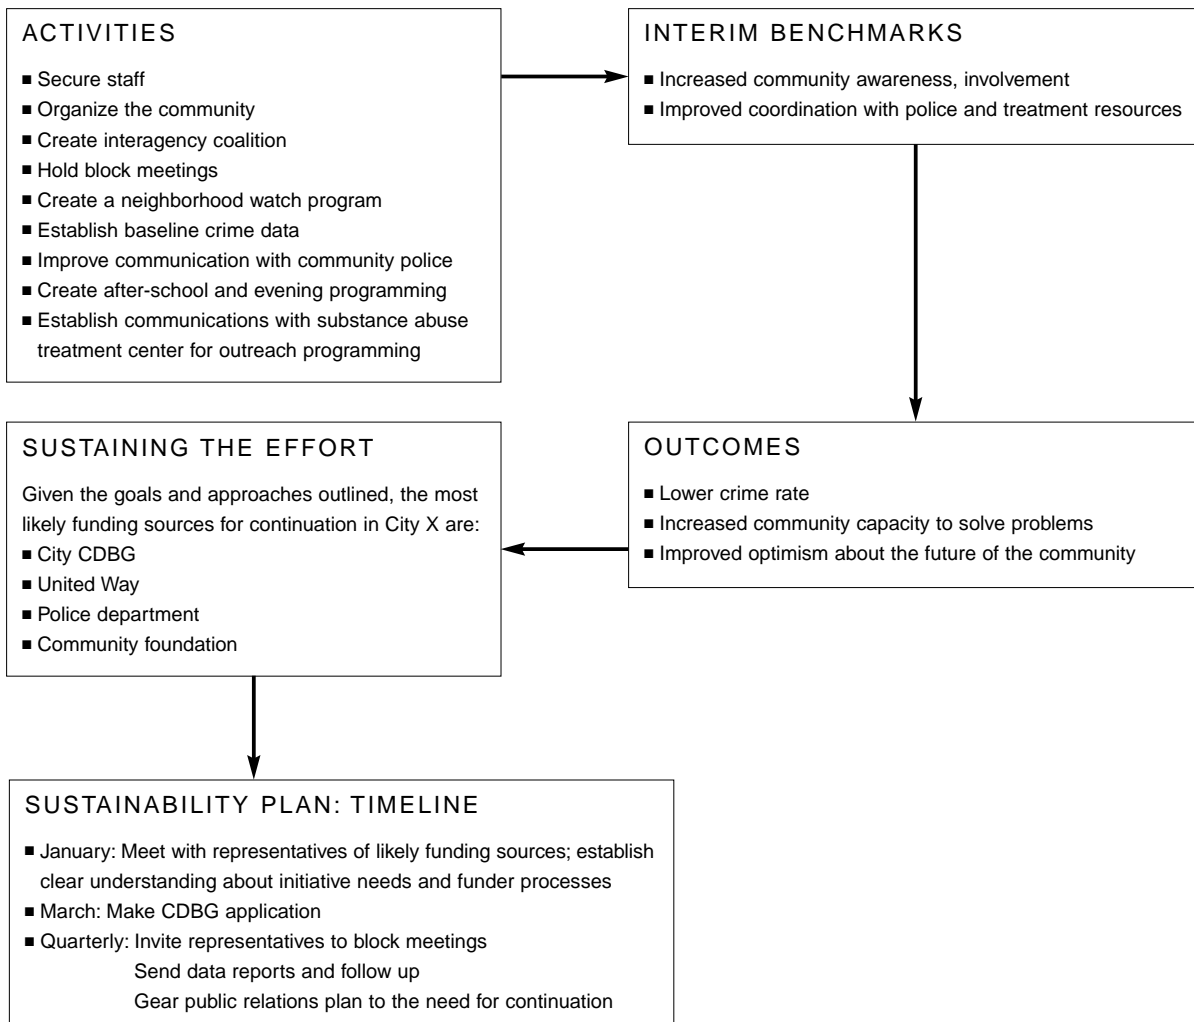 ACTIVITIES
■ Secure staff
■ Organize the community
■ Create interagency coalition
■ Hold block meetings
■ Create a neighborhood watch program
■ Establish baseline crime data
■ Improve communication with community police
■ Create after-school and evening programming
■ Establish communications with substance abuse
treatment center for outreach programming
INTERIM BENCHMARKS
■ Increased community awareness, involvement
■ Improved coordination with police and treatment resources
OUTCOMES
■ Lower crime rate
■ Increased community capacity to solve problems
■ Improved optimism about the future of the community
SUSTAINING THE EFFORT
Given the goals and approaches outlined, the most
likely funding sources for continuation in City X are:
■ City CDBG
■ United Way
■ Police department
■ Community foundation
SUSTAINABILITY PLAN: TIMELINE
■ January: Meet with representatives of likely funding sources; establish
clear understanding about initiative needs and funder processes
■ March: Make CDBG application
■ Quarterly: Invite representatives to block meetings
Send data reports and follow up
Gear public relations plan to the need for continuation